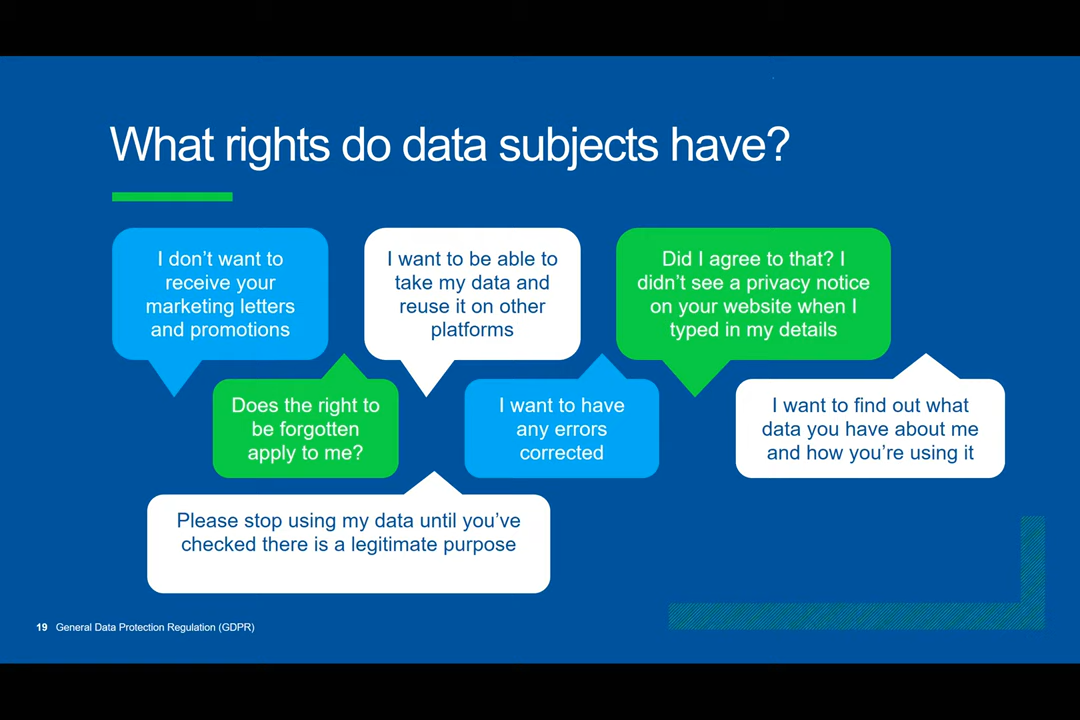 What rights do data subjects have?
I don’t want to
receive your
marketing letters
and promotions
I want to be able to
take my data and
reuse it on other
platforms
Did I agree to that? I
didn’t see a privacy notice
on your website when I
typed in my details
Does the right to
be forgotten
apply to me?
I want to have
any errors
corrected
I want to find out what
data you have about me
and how you’re using it
Please stop using my data until you’ve
checked there is a legitimate purpose
19 General Data Protection Regulation (GDPR)